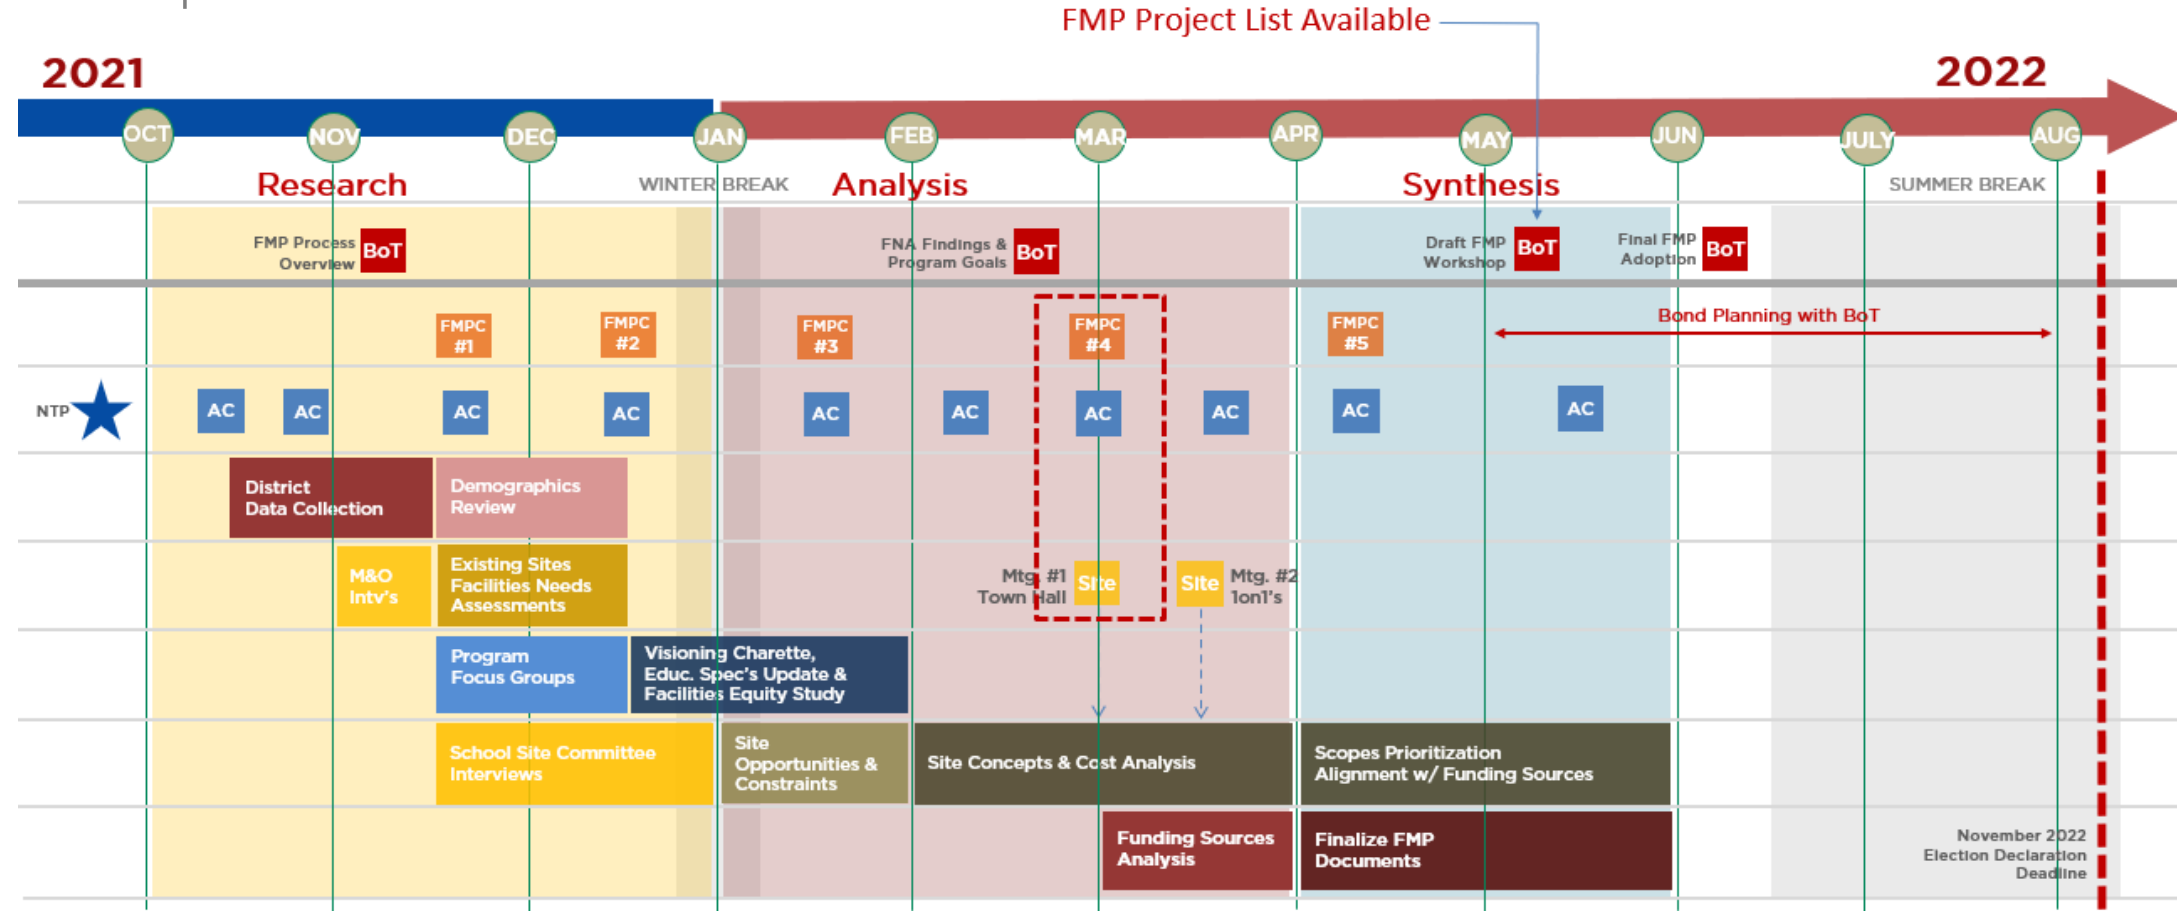 FMP Project List Available
2021
2022
OCT
NOV
DEC
JAN
FEB
MAR
APR
MAY
JUN
JULY
AUG
Research
WINTER BREAK
Analysis
Synthesis
SUMMER BREAK
FMP Process
Overview
BoT
FNA Findings &
Program Goals
BoT
Draft FMP
Workshop
BoT
Final FMP
Adoption
BoT
FMPC
#1
FMPC
#2
FMPC
#3
FMPC
#4
FMPC
#5
Bond Planning with BoT
NTP
AC
AC
AC
AC
AC
AC
AC
AC
AC
AC
District
Data Collection
Demographics
Review
M&O
Intv's
Existing Sites
Facilities Needs
Assessments
Mtg. #1
Town Hall
Site
Site
Mtg. #2
1on1's
Program
Focus Groups
Visioning Charette,
Educ. Spec's Update &
Facilities Equity Study
School Site Committee
Interviews
Site
Opportunities &
Constraints
Site Concepts & Cost Analysis
Scopes Prioritization
Alignment w/ Funding Sources
Funding Sources
Analysis
Finalize FMP
Documents
November 2022
Election Declaration
Deadline